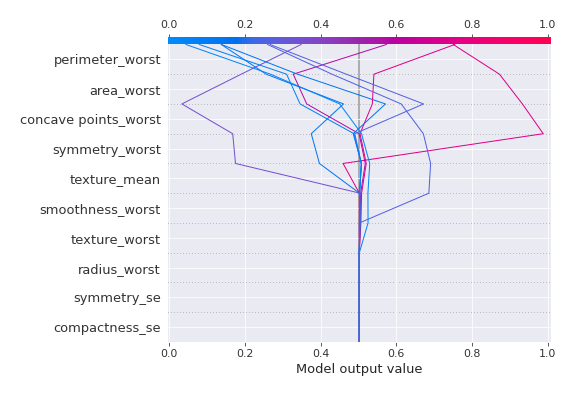 0.0 0.2 0.4 0.6 0.8 1.0
perimeter_worst
area_worst
concave points_worst
symmetry_worst
texture_mean
smoothness_worst
texture_worst
radius_worst
symmetry_se
compactness_se
0.0 0.2 0.4 0.6 0.8 1.0
Model output value